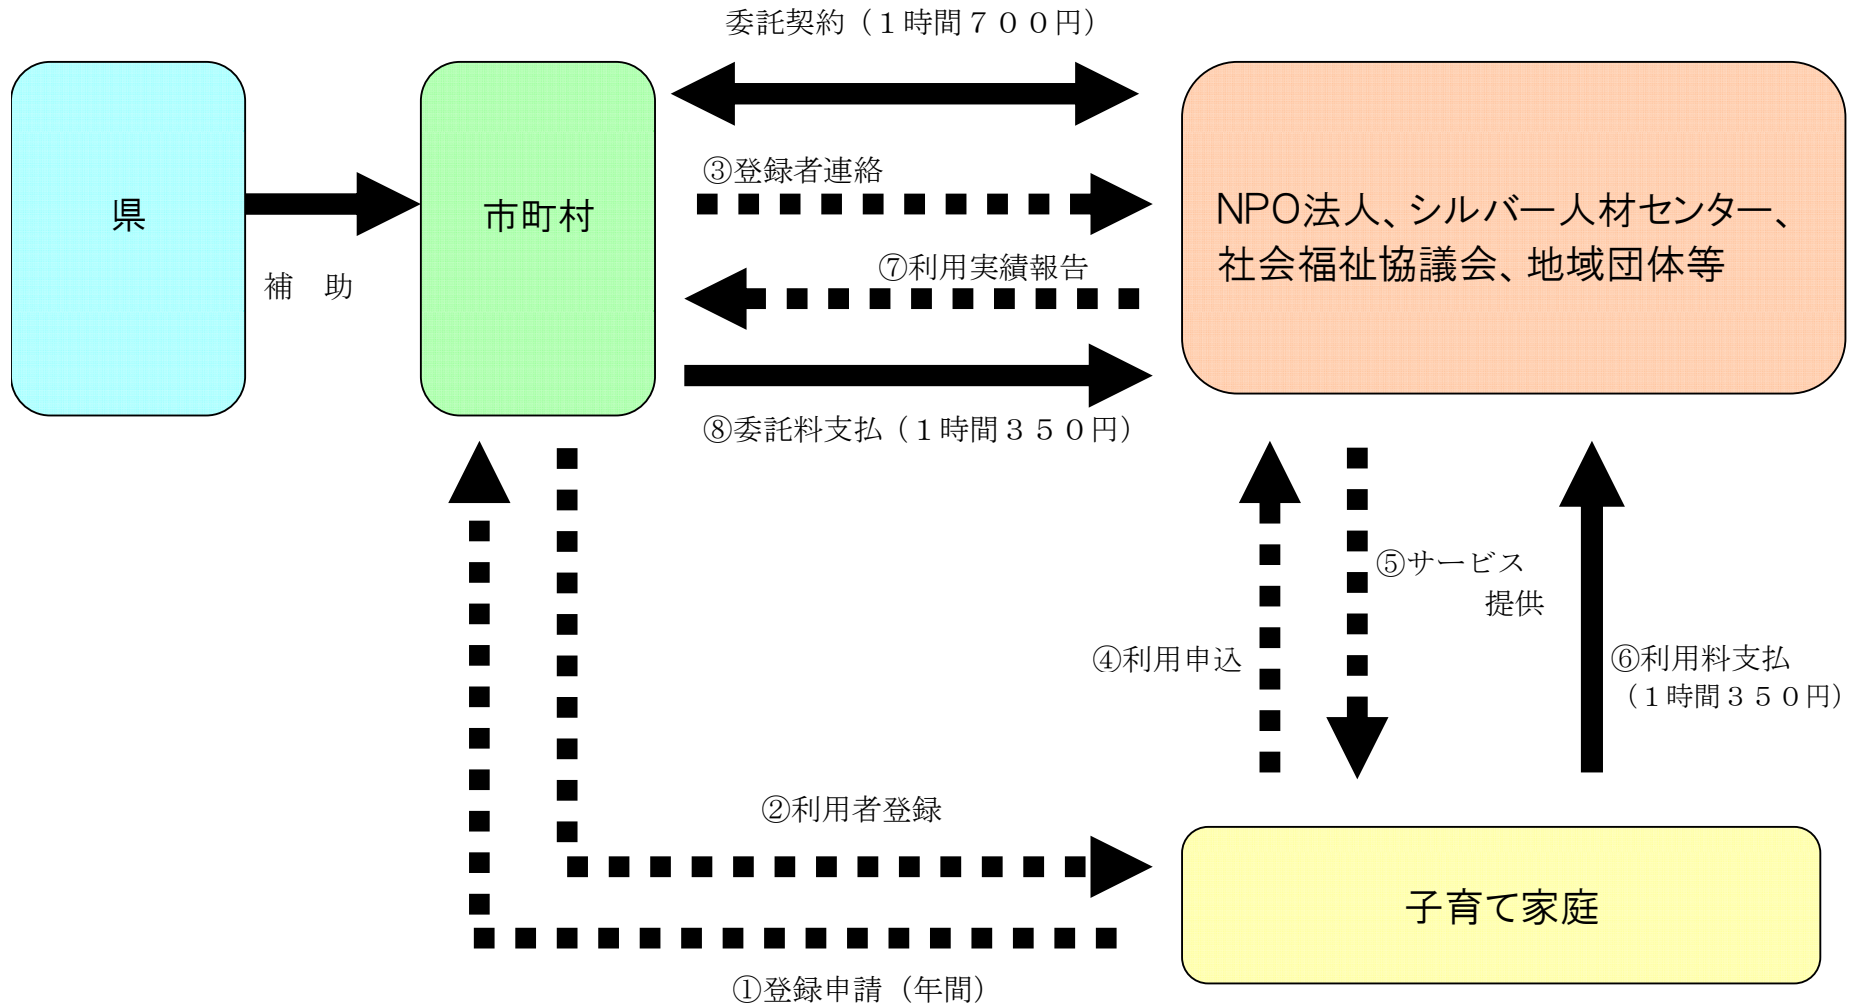 委託契約（１時間７００円）
県
補　助
市町村
③登録者連絡
⑦利用実績報告
⑧委託料支払（１時間３５０円）
NPO法人、シルバー人材センター、
社会福祉協議会、地域団体等
④利用申込
⑤サービス
提供
⑥利用料支払
（１時間３５０円）
②利用者登録
子育て家庭
①登録申請（年間）